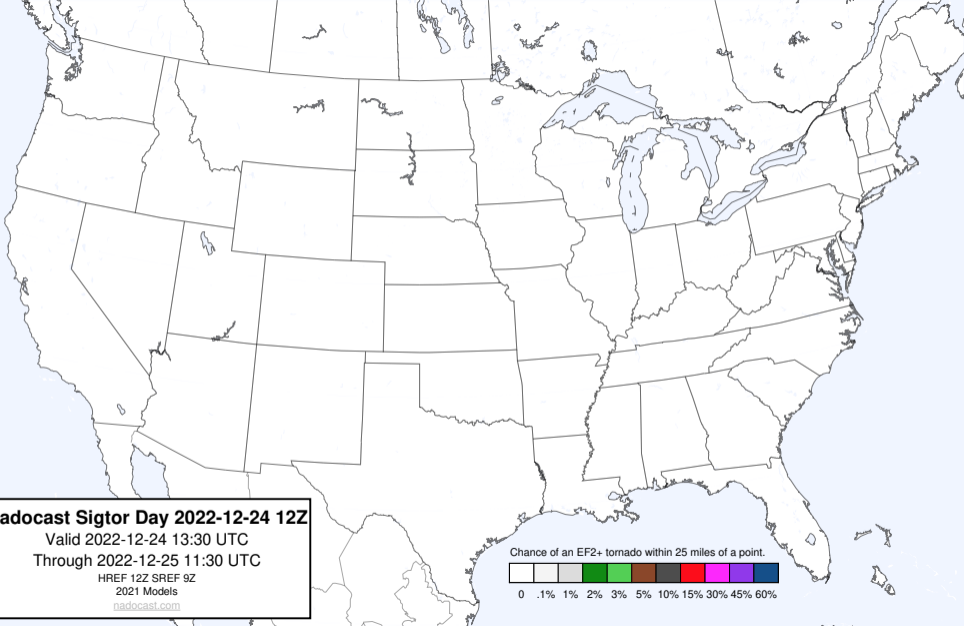 adocast Sigtor Day 2022-12-24 12Z
Valid 2022-12-24 13:30 UTC
Through 2022-12-25 11:30 UTC
HREF 12Z SREF 9Z
2021 Models
nadocast.com
Chance of an EF2+ tornado within 25 miles of a point.
0 .1% 1% 2% 3% 5% 10% 15% 30% 45% 60%